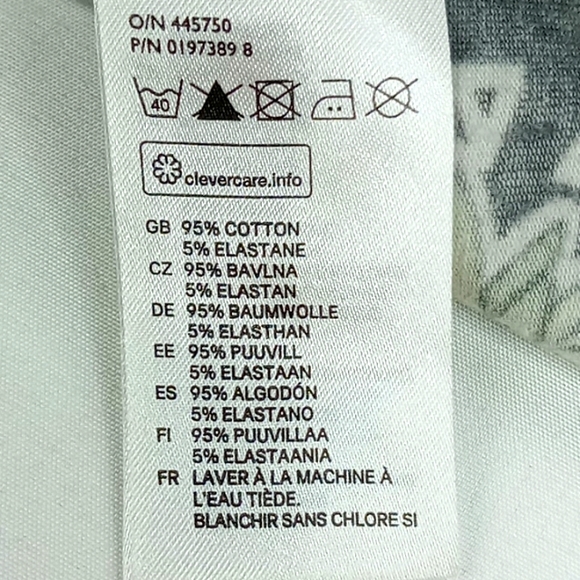 O/N 445750
P/N 0197389 8
40
clevercare.info
GB 95% COTTON
5% ELASTANE
CZ 95% BAVLNA
5% ELASTAN
DE 95% BAUMWOLLE
5% ELASTHAN
EE 95% PUUVILL
5% ELASTAAN
ES 95% ALGODÓN
5% ELASTANO
FI 95% PUUVILLAA
5% ELASTAANIA
FR LAVER À LA MACHINE À
L'EAU TIÈDE.
BLANCHIR SANS CHLORE SI